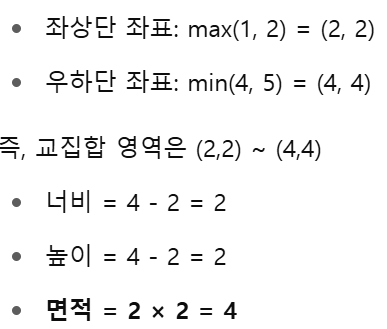 • 좌상단 좌표: max(1, 2) = (2, 2)
• 우하단 좌표: min(4, 5) = (4, 4)
즉, 교집합 영역은 (2,2) ~ (4,4)
• 너비 = 4 - 2 = 2
• 높이 = 4 - 2 = 2
• 면적 = 2 × 2 = 4